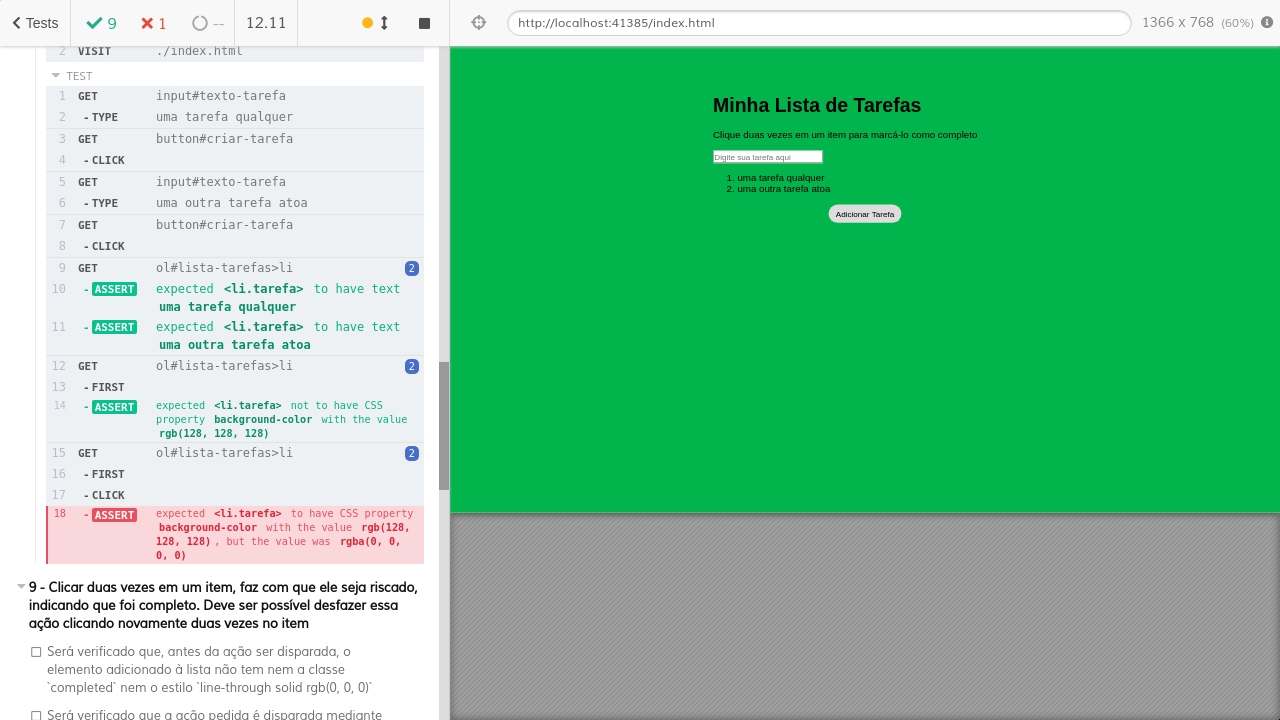 Tests
9
1
--
12.11
http://localhost:41385/index.html
1366 x 768 (60%)
2 VISIT ./index.html
TEST
1 GET input#texto-tarefa
2 -TYPE uma tarefa qualquer
3 GET button#criar-tarefa
4 -CLICK
5 GET input#texto-tarefa
6 -TYPE uma outra tarefa atoa
7 GET button#criar-tarefa
8 -CLICK
9 GET ol#lista-tarefas>li 2
10 -ASSERT expected <li.tarefa> to have text
uma tarefa qualquer
11 -ASSERT expected <li.tarefa> to have text
uma outra tarefa atoa
12 GET ol#lista-tarefas>li 2
13 -FIRST
14 -ASSERT expected <li.tarefa> not to have CSS
property background-color with the value
rgb(128, 128, 128)
15 GET ol#lista-tarefas>li 2
16 -FIRST
17 -CLICK
18 -ASSERT expected <li.tarefa> to have CSS property
background-color with the value rgb(128,
128, 128), but the value was rgba(0, 0,
0, 0)
9 - Clicar duas vezes em um item, faz com que ele seja riscado,
indicando que foi completo. Deve ser possível desfazer essa
ação clicando novamente duas vezes no item
Será verificado que, antes da ação ser disparada, o
elemento adicionado à lista não tem nem a classe
`completed` nem o estilo `line-through solid rgb(0, 0, 0)`
Será verificado que a ação pedida é disparada mediante
Minha Lista de Tarefas
Clique duas vezes em um item para marcá-lo como completo
Digite sua tarefa aqui
1. uma tarefa qualquer
2. uma outra tarefa atoa
Adicionar Tarefa